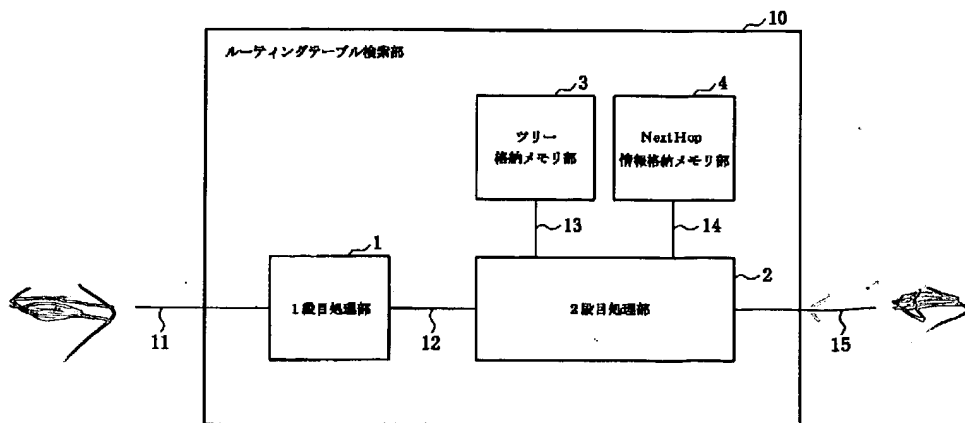 10
ルーティングテーブル検索部
3
4
ツリー
格納メモリ部
NextHop
情報格納メモリ部
13
14
1
2
1段目処理部
2段目処理部
11
12
15